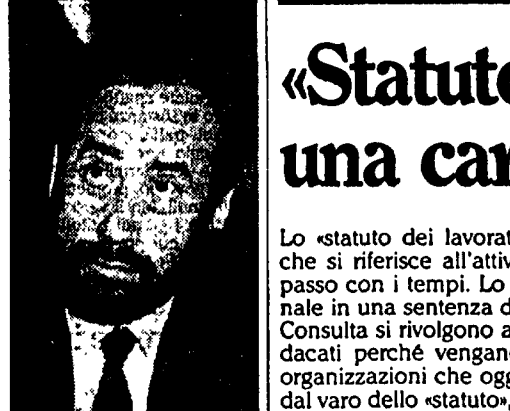 «Statuto
una car
Lo «statuto dei lavorat
che si riferisce all'attiv
passo con i tempi. Lo
nale in una sentenza d
Consulta si rivolgono a
dacati perché vengan
organizzazioni che ogg
dal varo dello «statuto»,